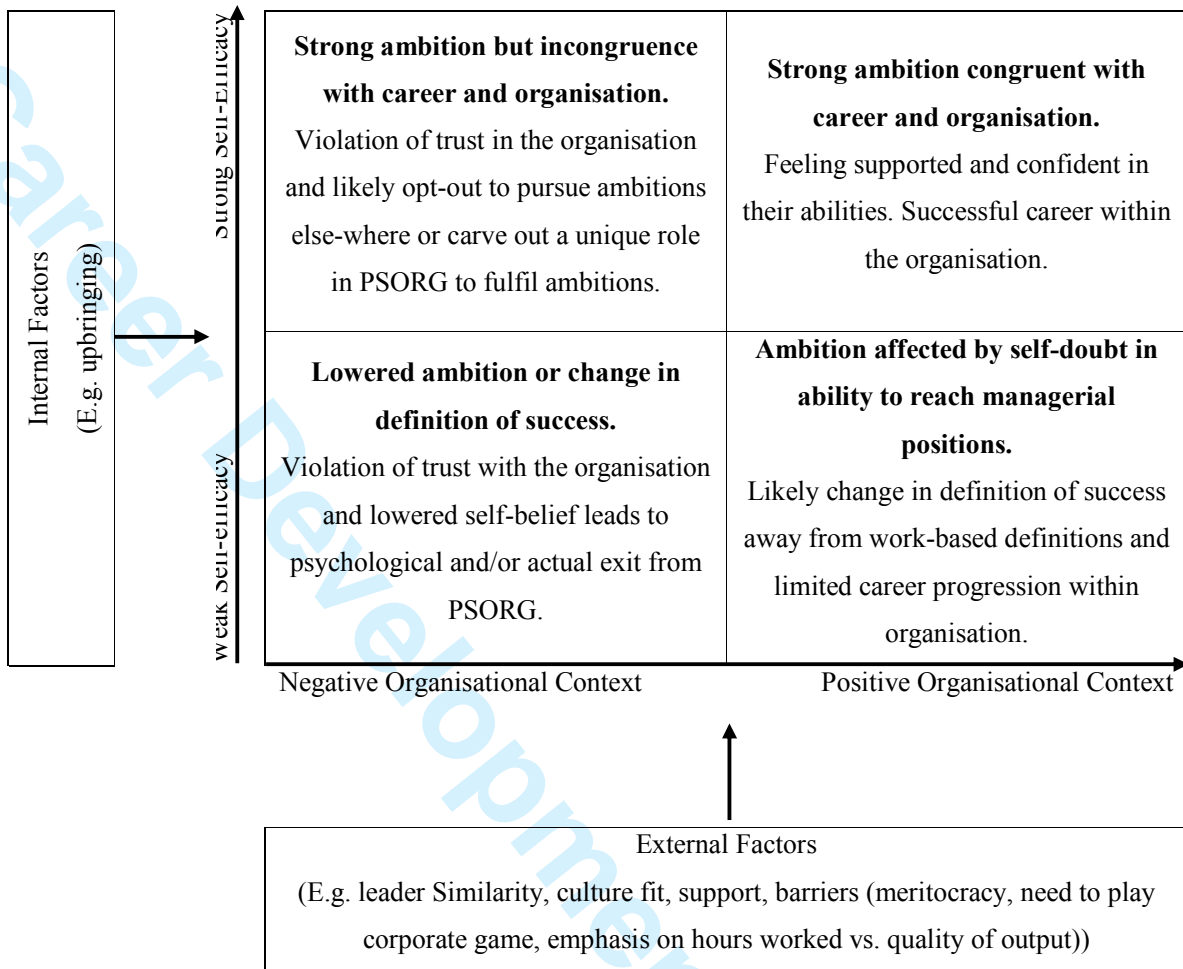 Strong Self-Efficacy
Weak Self-efficacy
Internal Factors
(E.g. upbringing)
Strong ambition but incongruence
with career and organisation.
Violation of trust in the organisation
and likely opt-out to pursue ambitions
else-where or carve out a unique role
in PSORG to fulfil ambitions.
Strong ambition congruent with
career and organisation.
Feeling supported and confident in
their abilities. Successful career within
the organisation.
Lowered ambition or change in
definition of success.
Violation of trust with the organisation
and lowered self-belief leads to
psychological and/or actual exit from
PSORG.
Ambition affected by self-doubt in
ability to reach managerial
positions.
Likely change in definition of success
away from work-based definitions and
limited career progression within
organisation.
Negative Organisational Context
Positive Organisational Context
External Factors
(E.g. leader Similarity, culture fit, support, barriers (meritocracy, need to play
corporate game, emphasis on hours worked vs. quality of output))
Career Development